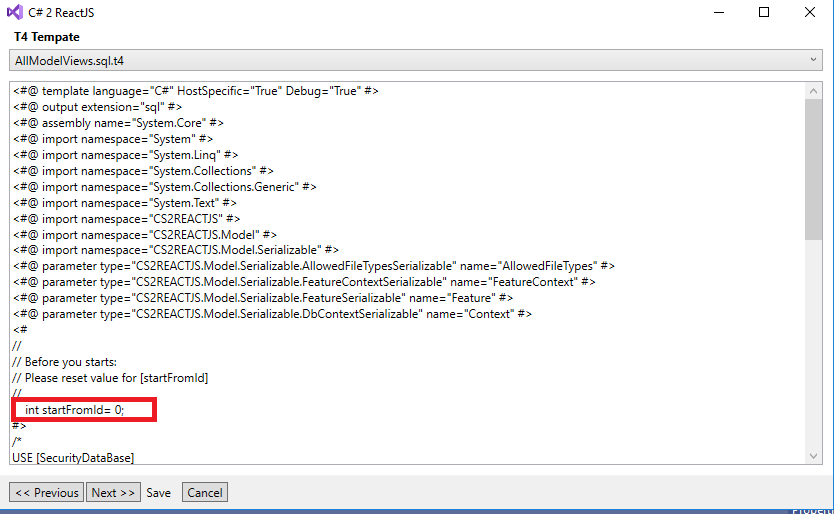 C# 2 ReactJS
T4 Tempate
AllModelViews.sql.t4
<#@ template language="C#" HostSpecific="True" Debug="True" #>
<#@ output extension="sql" #>
<#@ assembly name="System.Core" #>
<#@ import namespace="System" #>
<#@ import namespace="System.Linq" #>
<#@ import namespace="System.Collections" #>
<#@ import namespace="System.Collections.Generic" #>
<#@ import namespace="System.Text" #>
<#@ import namespace="CS2REACTJS" #>
<#@ import namespace="CS2REACTJS.Model" #>
<#@ import namespace="CS2REACTJS.Model.Serializable" #>
<#@ parameter type="CS2REACTJS.Model.Serializable.AllowedFileTypesSerializable" name="AllowedFileTypes" #>
<#@ parameter type="CS2REACTJS.Model.Serializable.FeatureContextSerializable" name="FeatureContext" #>
<#@ parameter type="CS2REACTJS.Model.Serializable.FeatureSerializable" name="Feature" #>
<#@ parameter type="CS2REACTJS.Model.Serializable.DbContextSerializable" name="Context" #>
<#
//
// Before you starts:
// Please reset value for [startFromId]
//
int startFromId= 0;
#>
/*
USE [SecurityDataBase]
<< Previous Next >> Save Cancel